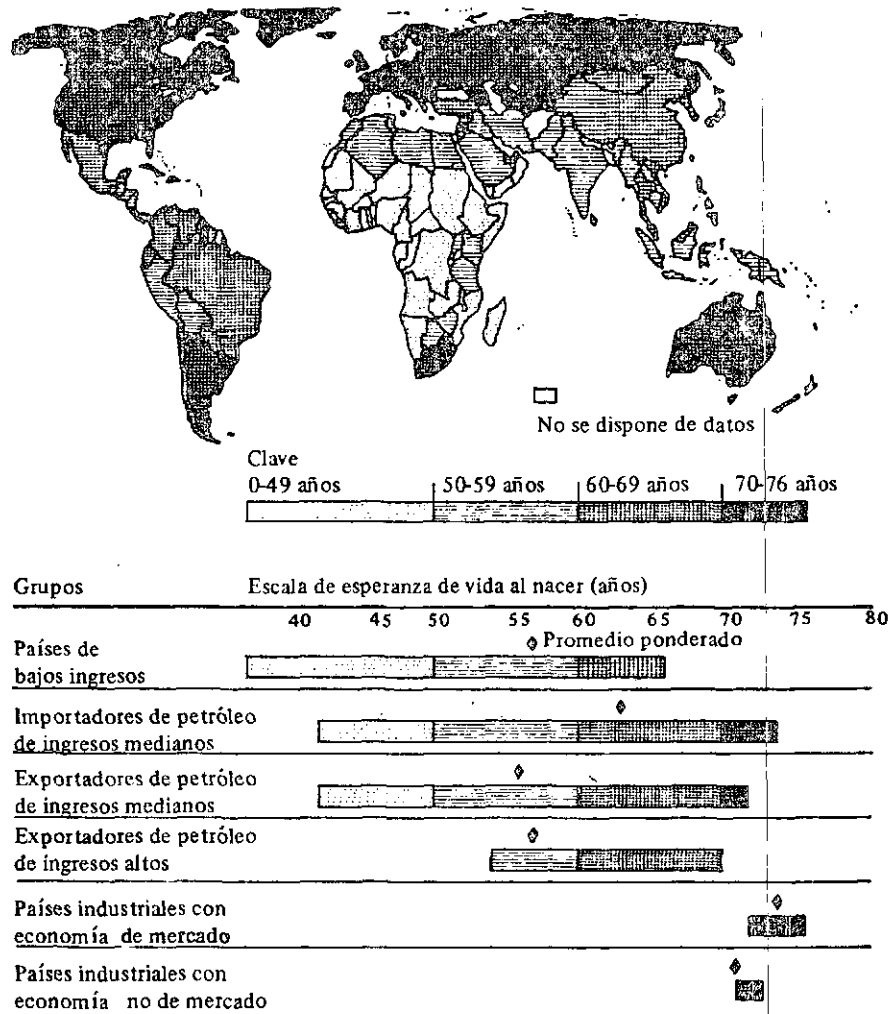 No se dispone de datos
Clave
0-49 años 50-59 años 60-69 años 70-76 años
Grupos Escala de esperanza de vida al nacer (años)
40 45 50 55 60 65 70 75 80
Promedio ponderado
Países de
bajos ingresos
Importadores de petróleo
de ingresos medianos
Exportadores de petróleo
de ingresos medianos
Exportadores de petróleo
de ingresos altos
Países industriales con
economía de mercado
Países industriales con
economía no de mercado